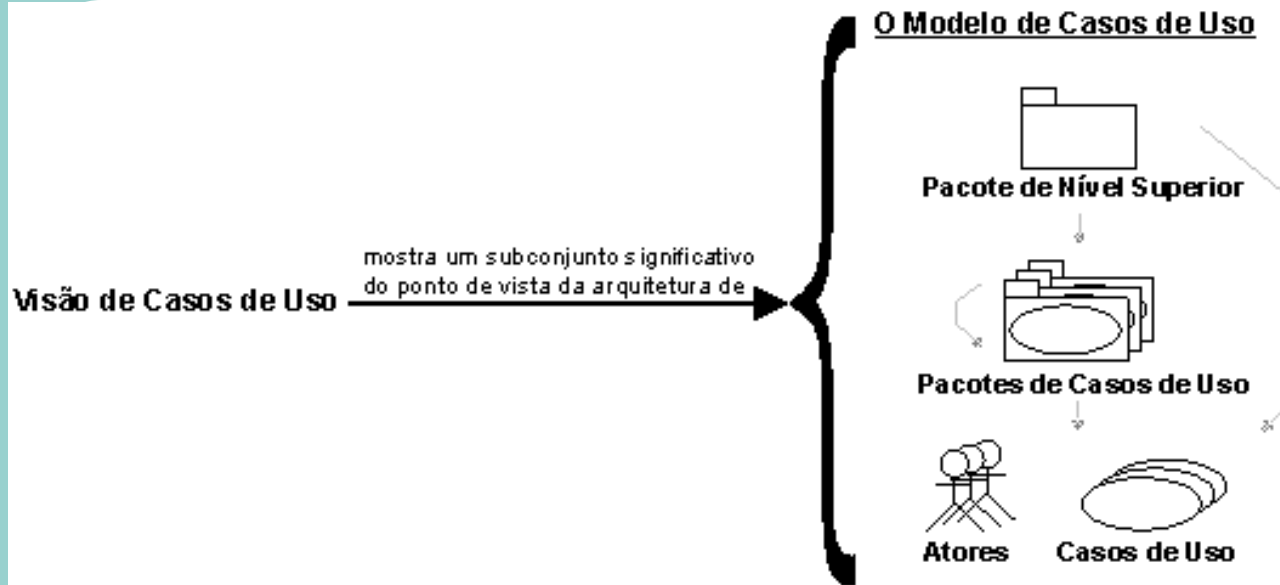 O Modelo de Casos de Uso
Pacote de Nível Superior
mostra um subconjunto significativo
do ponto de vista da arquitetura de
Visão de Casos de Uso
Pacotes de Casos de Uso
Atores
Casos de Uso